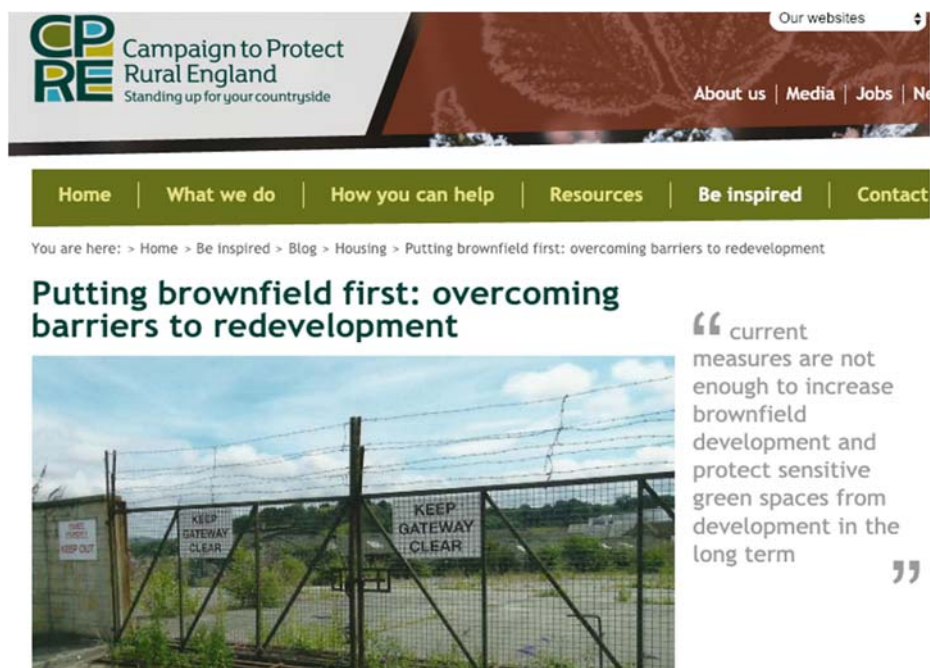 Our websites
CP
RE
Campaign to Protect
Rural England
Standing up for your countryside
About us | Media | Jobs |
Home | What we do | How you can help | Resources | Be inspired | Contact
You are here: > Home > Be inspired > Blog > Housing > Putting brownfield first: overcoming barriers to redevelopment
Putting brownfield first: overcoming
barriers to redevelopment
“ current
measures are not
enough to increase
brownfield
development and
protect sensitive
green spaces from
development in the
long term
”
KEEP OUT
KEEP
GATEWAY
CLEAR
KEEP
GATEWAY
CLEAR